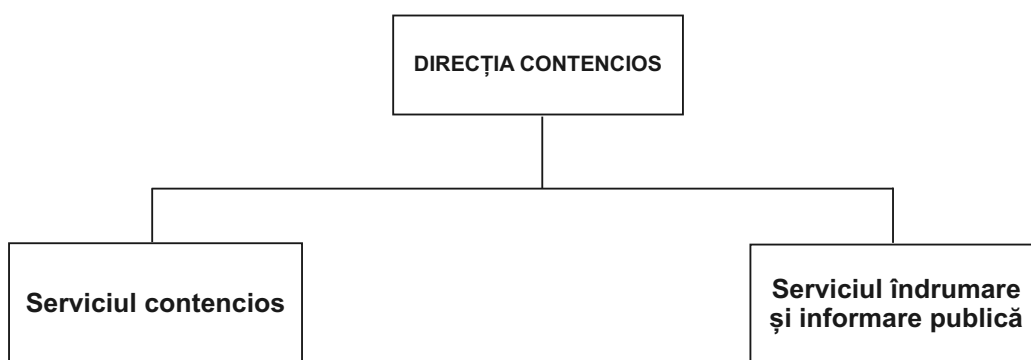 DIRECȚIA CONTENCIOS
Serviciul contencios
Serviciul îndrumare
și informare publică